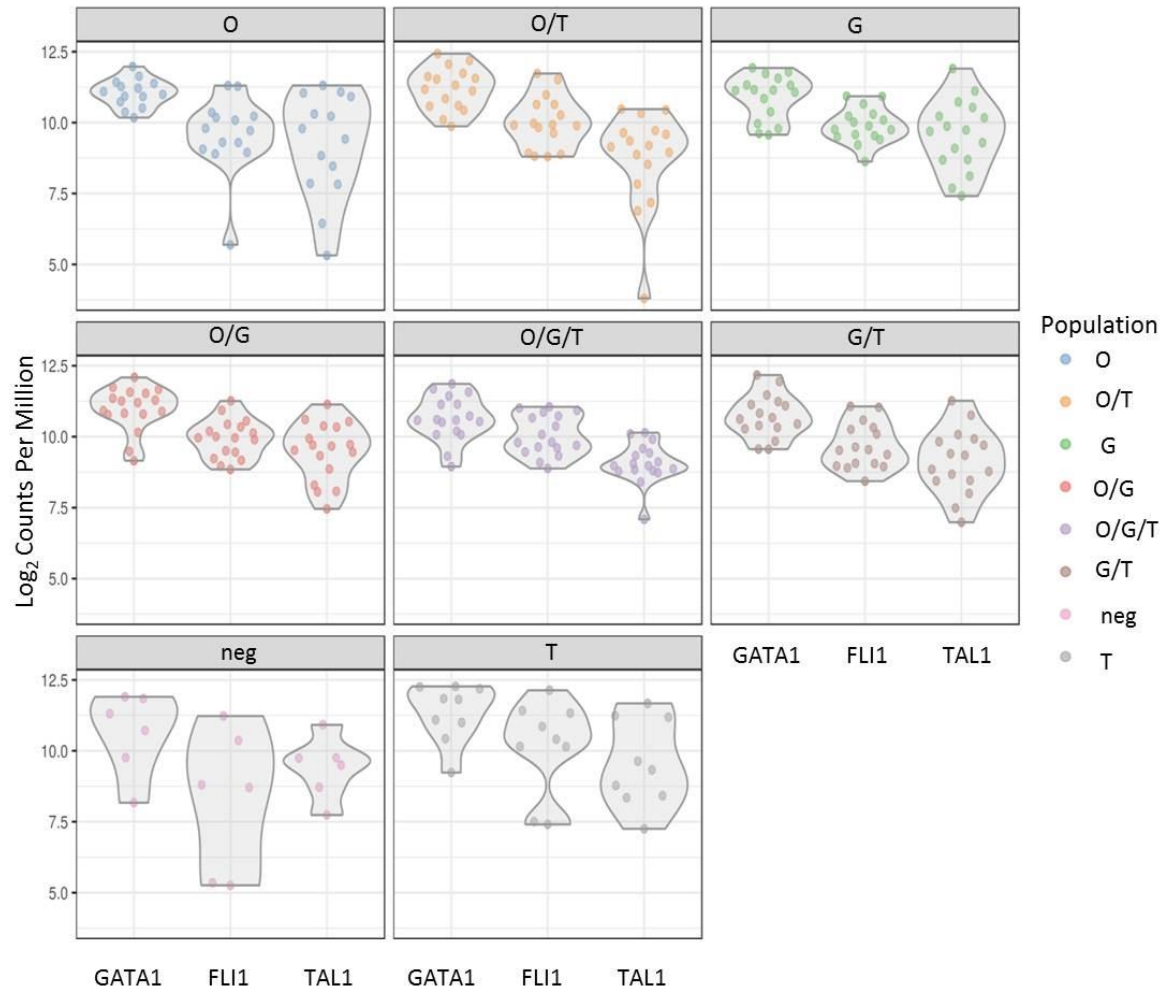 O O/T G
12.5
10.0
7.5
5.0
O/G O/G/T G/T
12.5
10.0
7.5
5.0
Log₂ Counts Per Million
neg T
GATA1 FLI1 TAL1
12.5
10.0
7.5
5.0
GATA1 FLI1 TAL1 GATA1 FLI1 TAL1
Population
O
O/T
G
O/G
O/G/T
G/T
neg
T